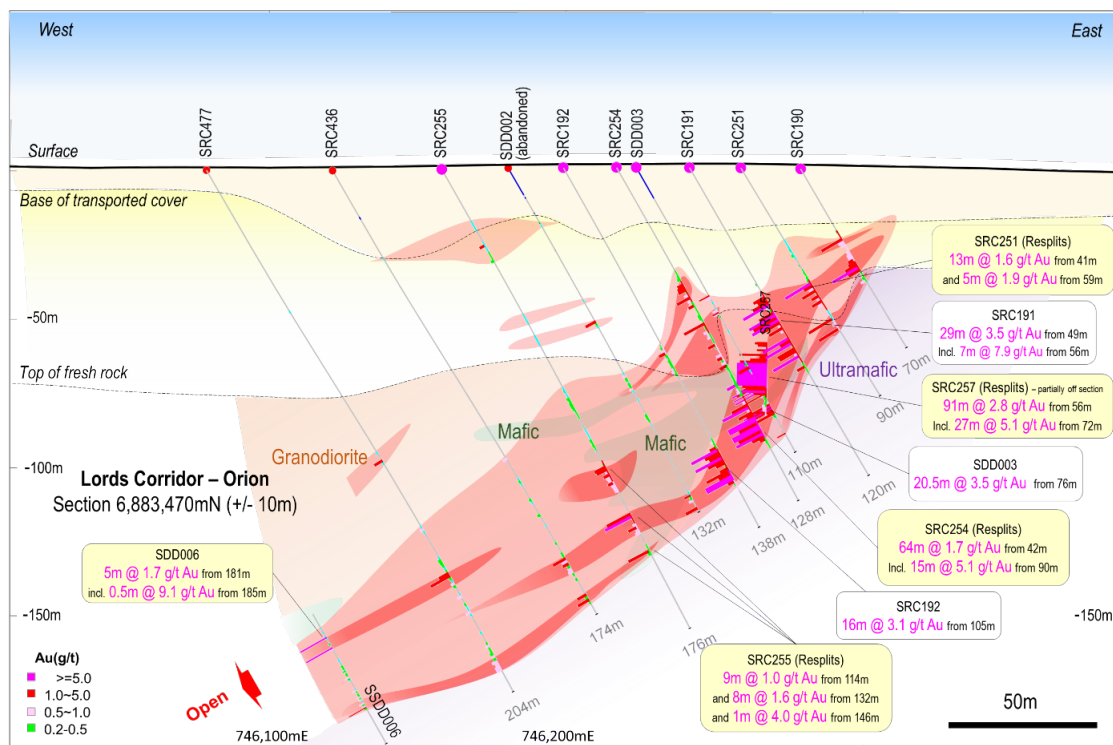 West
East
SRC477
SRC436
SRC255
SDD002
(abandoned)
SRC192
SRC254
SDD003
SRC191
SRC251
SRC190
Surface
Base of transported cover
SRC251 (Resplits)
13m @ 1.6 g/t Au from 41m
and 5m @ 1.9 g/t Au from 59m
-50m
SRC257
SRC191
29m @ 3.5 g/t Au from 49m
Incl. 7m @ 7.9 g/t Au from 56m
70m
Top of fresh rock
Ultramafic
SRC257 (Resplits) – partially off section
91m @ 2.8 g/t Au from 56m
Incl. 27m @ 5.1 g/t Au from 72m
90m
Mafic
Mafic
Granodiorite
110m
SDD003
20.5m @ 3.5 g/t Au from 76m
-100m
Lords Corridor – Orion
Section 6,883,470mN (+/- 10m)
120m
128m
132m
138m
SRC254 (Resplits)
64m @ 1.7 g/t Au from 42m
Incl. 15m @ 5.1 g/t Au from 90m
SDD006
5m @ 1.7 g/t Au from 181m
incl. 0.5m @ 9.1 g/t Au from 185m
SRC192
16m @ 3.1 g/t Au from 105m
-150m
-150m
174m
176m
SRC255 (Resplits)
9m @ 1.0 g/t Au from 114m
and 8m @ 1.6 g/t Au from 132m
and 1m @ 4.0 g/t Au from 146m
Au(g/t)
>=5.0
1.0~5.0
0.5~1.0
0.2-0.5
Open
SSDD006
204m
50m
746,100mE
746,200mE